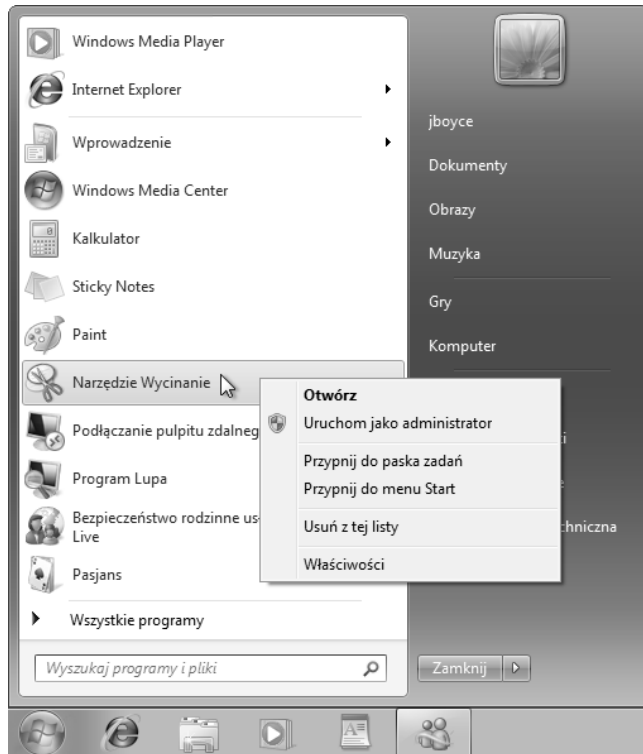 Windows Media Player
Internet Explorer
Wprowadzenie
Windows Media Center
Kalkulator
Sticky Notes
Paint
Narzędzie Wycinanie
Podłączanie pulpitu zdalneg
Program Lupa
Bezpieczeństwo rodzinne us
Live
Pasjans
Wszystkie programy
Wyszukaj programy i pliki
jboyce
Dokumenty
Obrazy
Muzyka
Gry
Komputer
hniczna
Zamknij
Otwórz
Uruchom jako administrator
Przypnij do paska zadań
Przypnij do menu Start
Usuń z tej listy
Właściwości